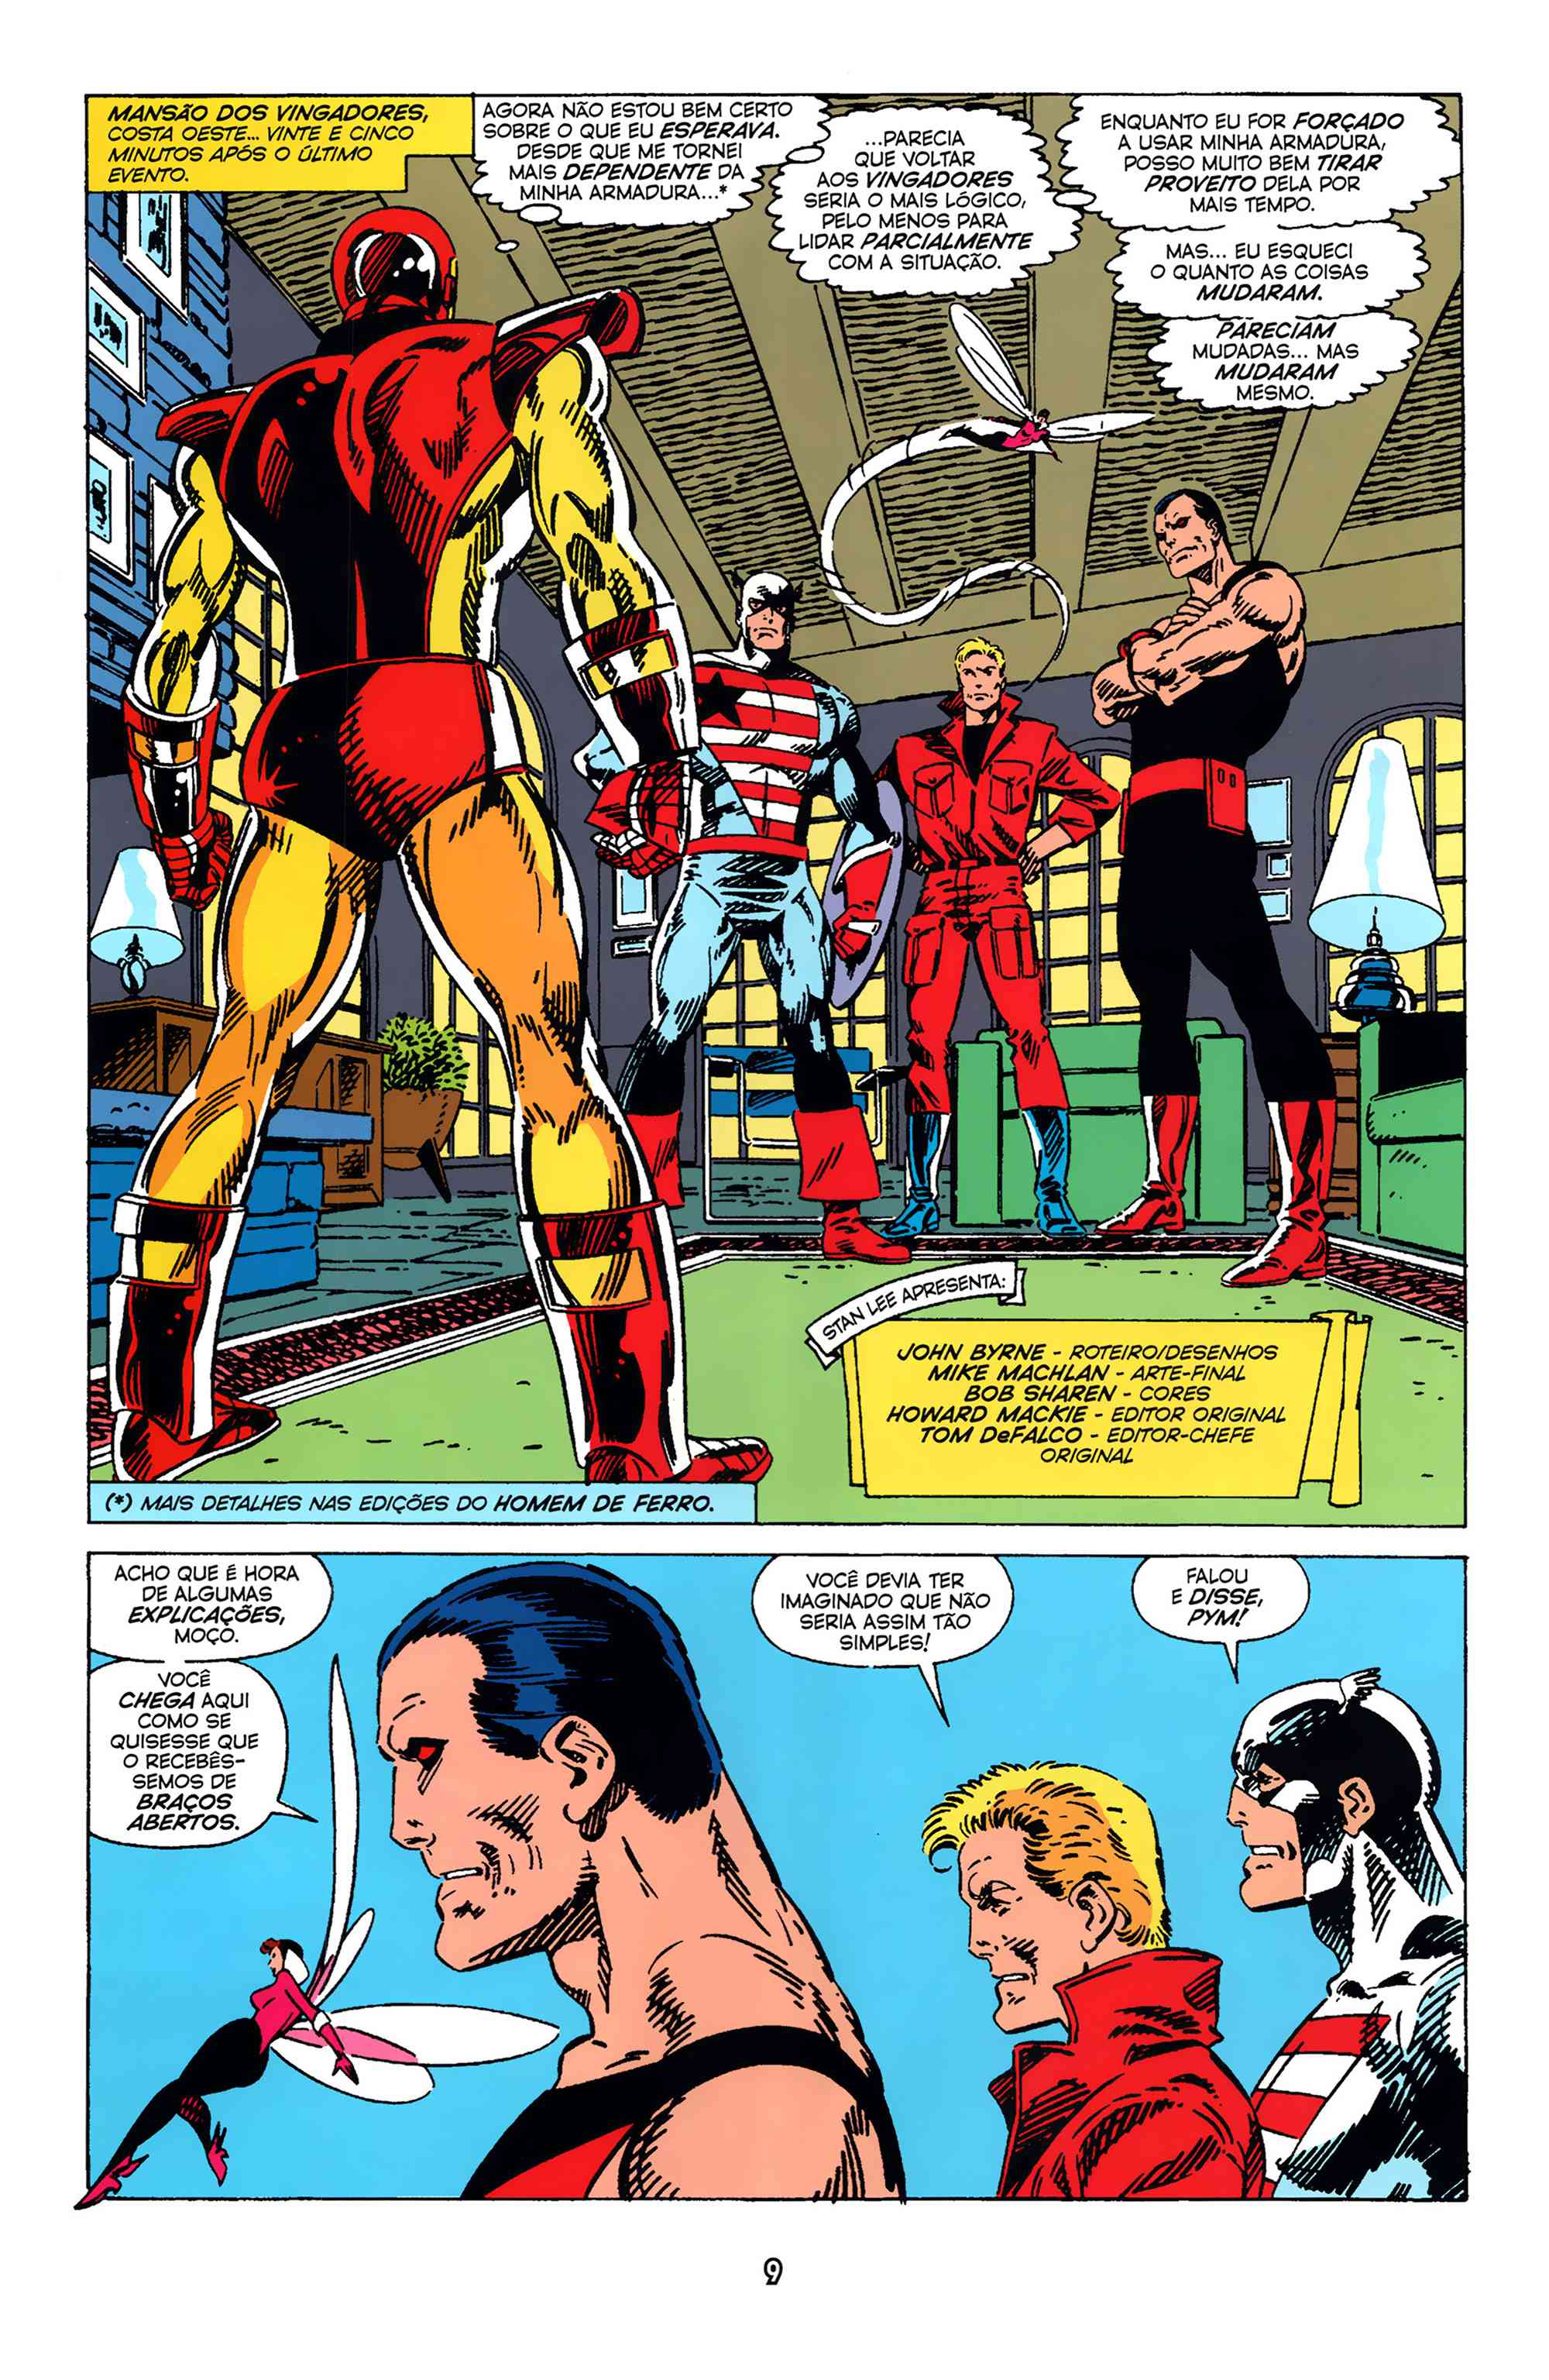 MANSÃO DOS VINGADORES,
COSTA OESTE... VINTE E CINCO
MINUTOS APÓS O ÚLTIMO
EVENTO.
AGORA NÃO ESTOU BEM CERTO
SOBRE O QUE EU ESPERAVA.
DESDE QUE ME TORNEI
MAIS DEPENDENTE DA
MINHA ARMADURA...*
...PARECIA
QUE VOLTAR
AOS VINGADORES
SERIA O MAIS LÓGICO,
PELO MENOS PARA
LIDAR PARCIALMENTE
COM A SITUAÇÃO.
ENQUANTO EU FOR FORÇADO
A USAR MINHA ARMADURA,
POSSO MUITO BEM TIRAR
PROVEITO DELA POR
MAIS TEMPO.
MAS... EU ESQUECI
O QUANTO AS COISAS
MUDARAM.
PARECIAM
MUDADAS... MAS
MUDARAM
MESMO.
STAN LEE APRESENTA:
JOHN BYRNE - ROTEIRO/DESENHOS
MIKE MACHLAN - ARTE-FINAL
BOB SHAREN - CORES
HOWARD MACKIE - EDITOR ORIGINAL
TOM DeFALCO - EDITOR-CHEFE
ORIGINAL
(*) MAIS DETALHES NAS EDIÇÕES DO HOMEM DE FERRO.
ACHO QUE É HORA
DE ALGUMAS
EXPLICAÇÕES,
MOÇO.
VOCÊ
CHEGA AQUI
COMO SE
QUISESSE QUE
O RECEBÊS-
SEMOS DE
BRAÇOS
ABERTOS.
VOCÊ DEVIA TER
IMAGINADO QUE NÃO
SERIA ASSIM TÃO
SIMPLES!
FALOU
E DISSE,
PYM!
9